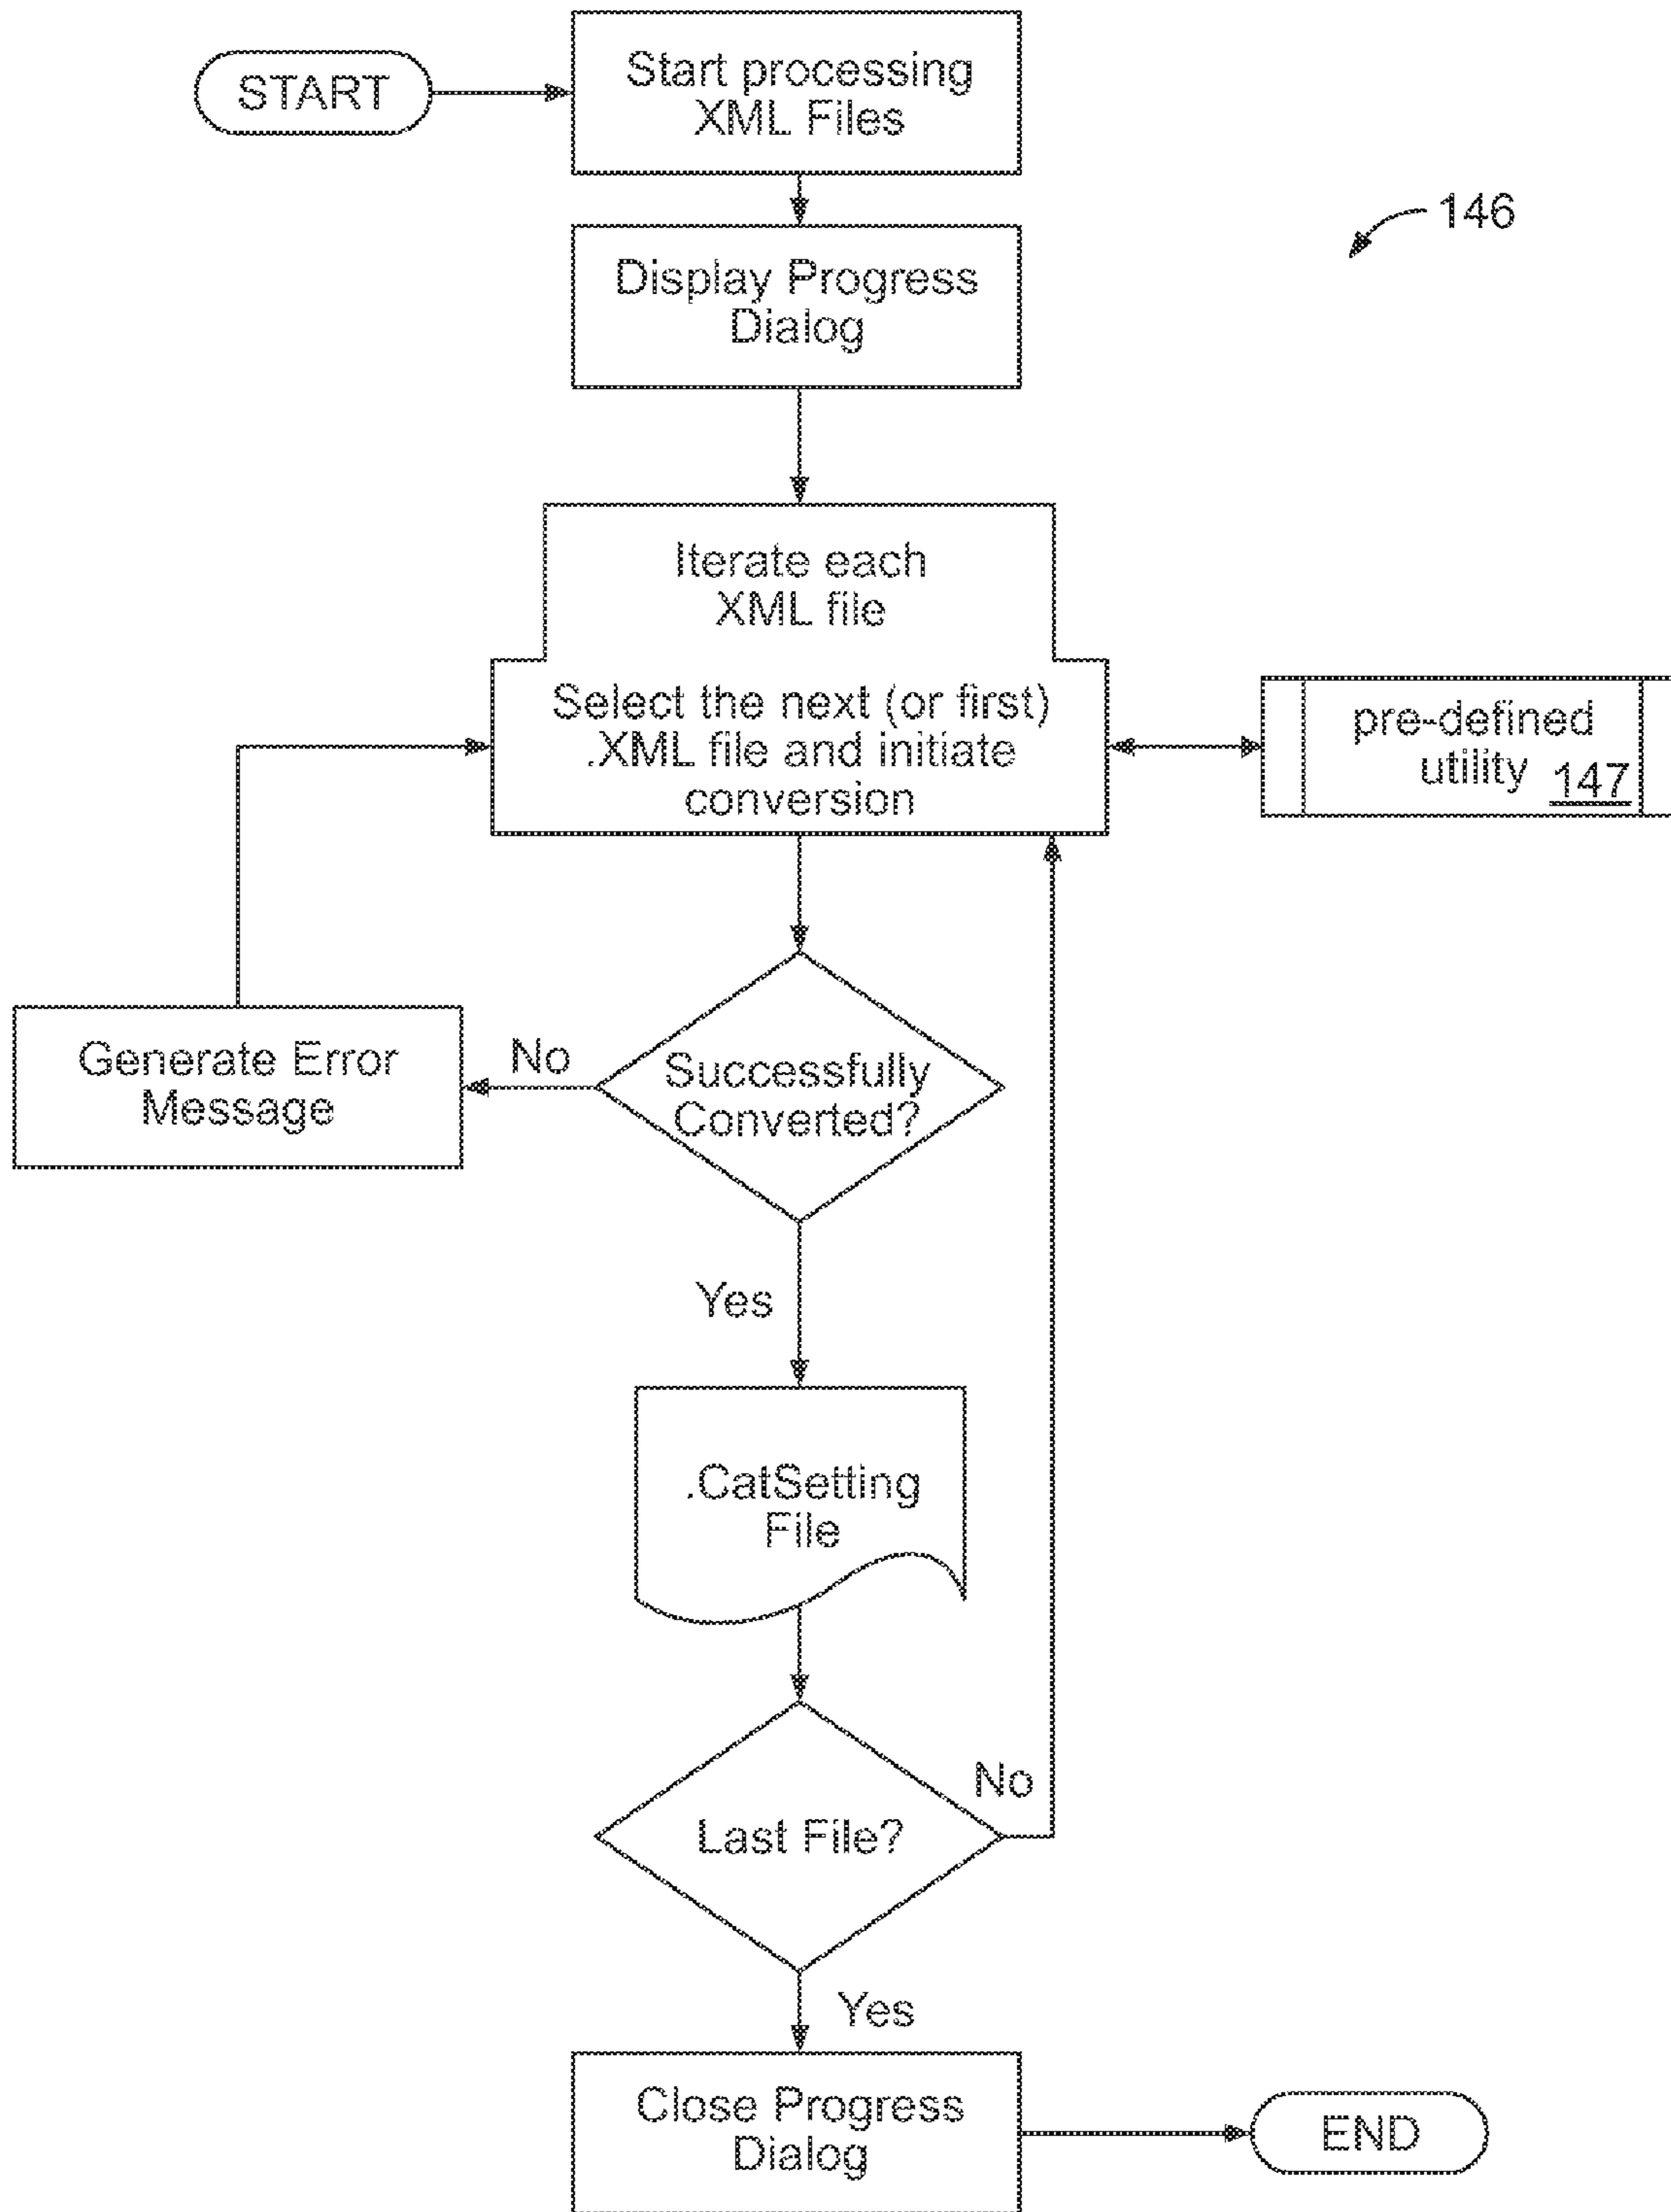 START
Start processing
XML Files
146
Display Progress
Dialog
Iterate each
XML file
Select the next (or first)
.XML file and initiate
conversion
pre-defined
utility 147
Generate Error
Message
No
Successfully
Converted?
Yes
.CatSetting
File
No
Last File?
Yes
Close Progress
Dialog
END